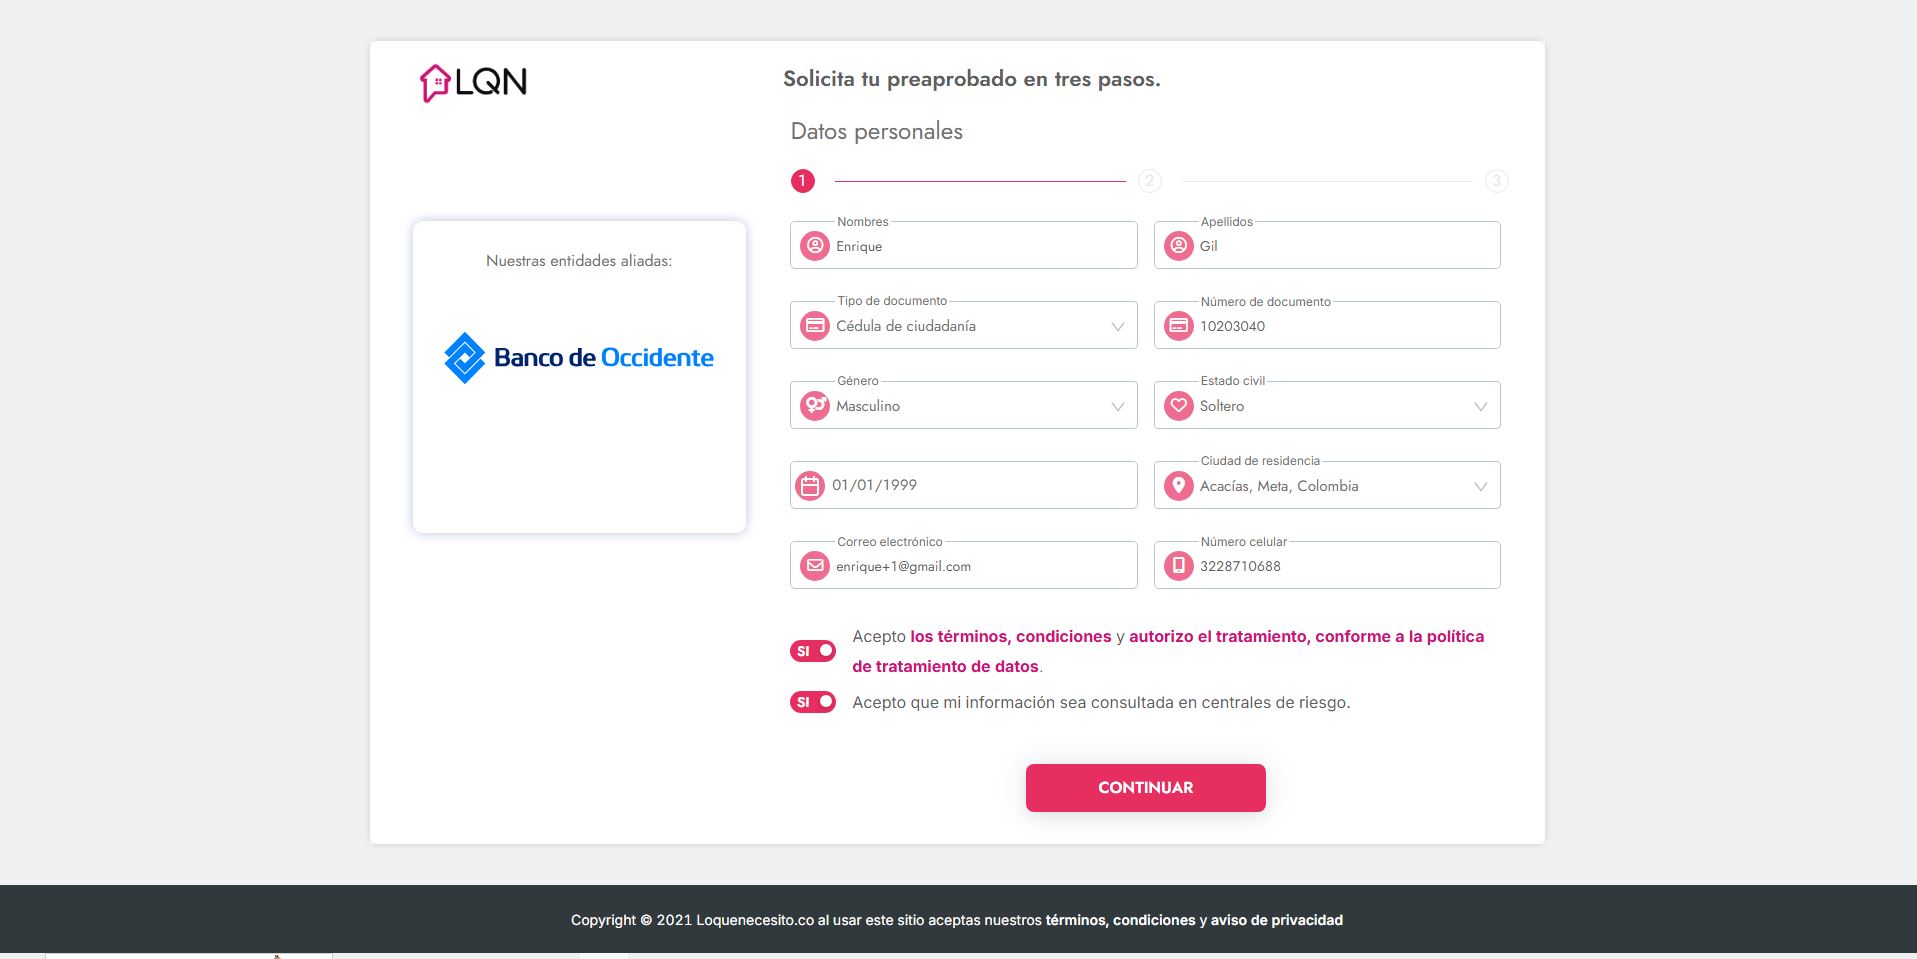 LQN
Solicita tu preaprobado en tres pasos.
Datos personales
1
2
3
Nuestras entidades aliadas:
Banco de Occidente
Nombres
Enrique
Apellidos
Gil
Tipo de documento
Cédula de ciudadanía
Número de documento
10203040
Género
Masculino
Estado civil
Soltero
01/01/1999
Ciudad de residencia
Acacías, Meta, Colombia
Correo electrónico
enrique+1@gmail.com
Número celular
3228710688
SI
Acepto los términos, condiciones y autorizo el tratamiento, conforme a la política
de tratamiento de datos.
SI
Acepto que mi información sea consultada en centrales de riesgo.
CONTINUAR
Copyright © 2021 Loquenecesito.co al usar este sitio aceptas nuestros términos, condiciones y aviso de privacidad